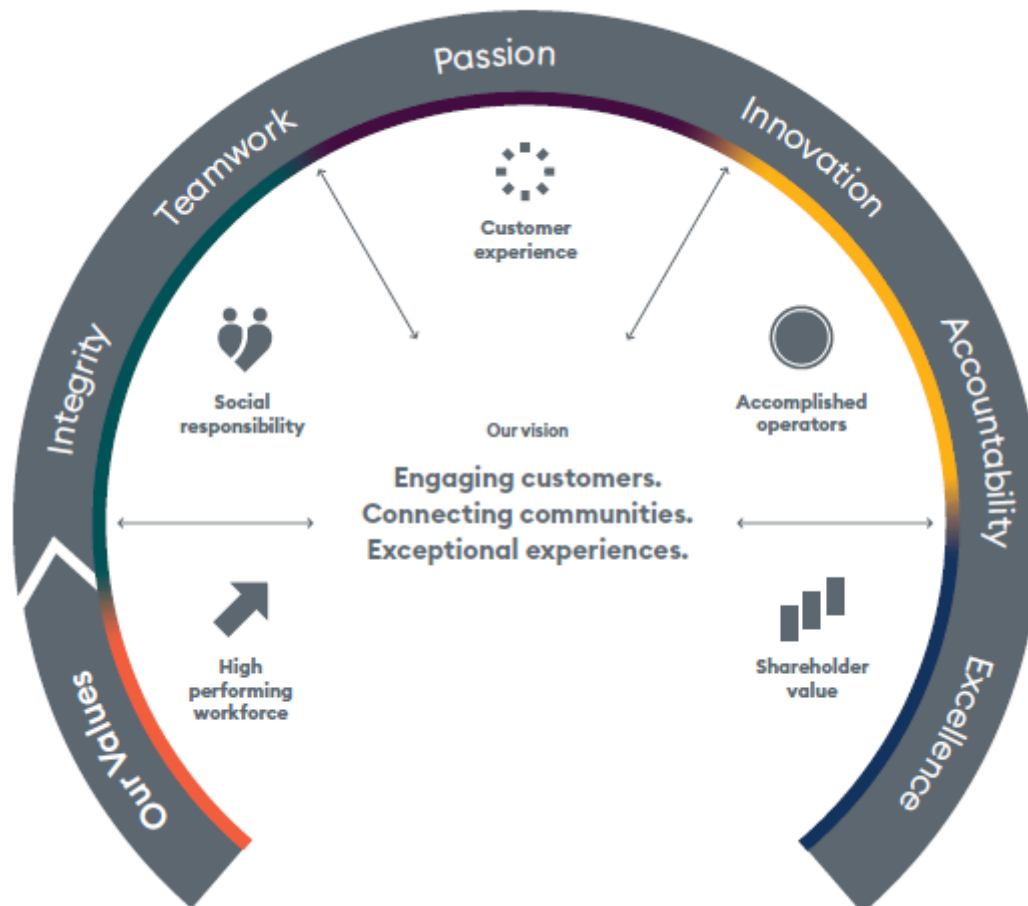 Our Values
Integrity
Teamwork
Passion
Innovation
Accountability
Excellence
Customer
experience
Social
responsibility
Accomplished
operators
Our vision
Engaging customers.
Connecting communities.
Exceptional experiences.
High
performing
workforce
Shareholder
value